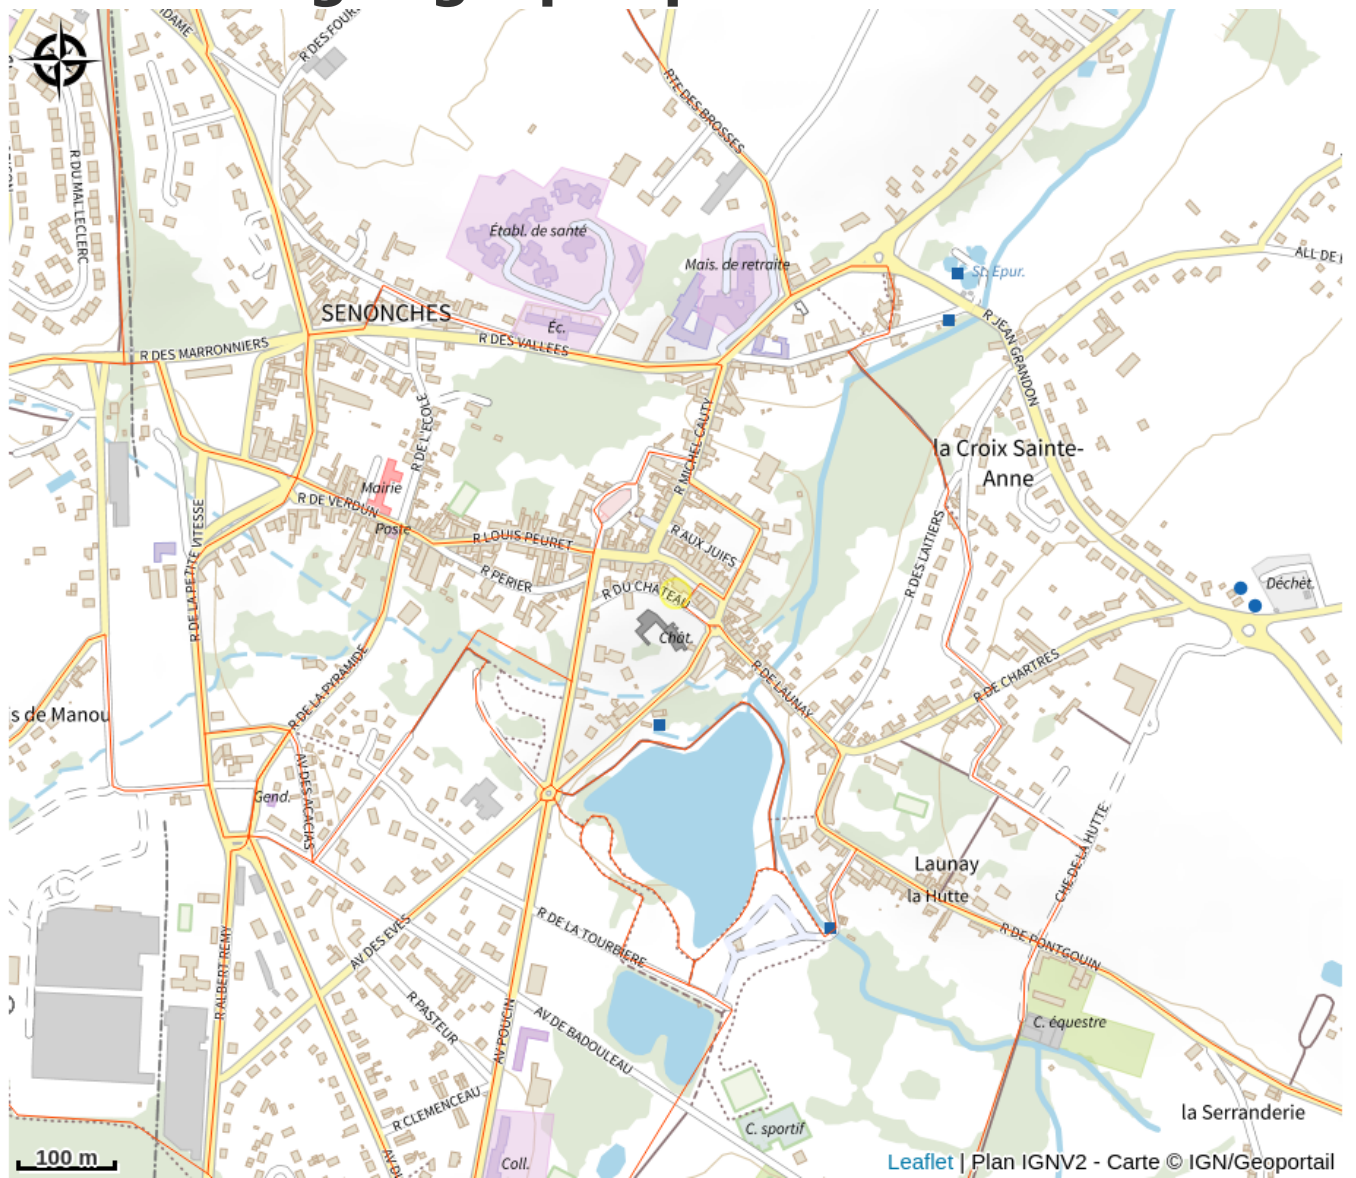 R DES FOUR
R DU MAL LECLERC
RTE DES BROSSES
Établ. de santé
Mais. de retraite
St. Epur.
ALL DE
SENONCHES
Éc.
R DES VALLEES
R DES MARRONNIERS
R JEAN GRANDON
R DE L'ECOLE
R MICHEL CAUTY
la Croix Sainte-
Anne
Mairie
R DE VERDUN
Poste
R LOUIS PEURET
R AUX JUIFS
R PERIER
R DU CHATEAU
R DE LA PETITE VITESSE
R DES LAITIERS
Déchèt.
Chât.
R DE LA PYRAMIDE
R DE LAUNAY
R DE CHARTRES
s de Manou
AV DES ACACIAS
Gend.
CHE DE LA HUTTE
Launay
la Hutte
R DE LA TOURBIERE
AV DES EVES
R ALBERT REMY
R DE PONTGOUIN
R PASTEUR
AV POUCIN
AV DE BADOULEAU
C. équestre
R CLEMENCEAU
C. sportif
la Serranderie
Coll.
100 m
Leaflet | Plan IGNV2 - Carte © IGN/Geoportail